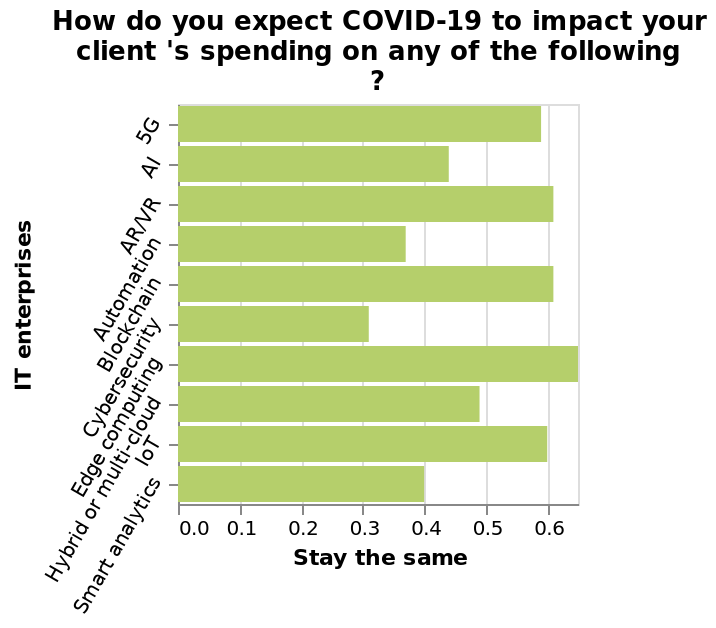 How do you expect COVID-19 to impact your
client 's spending on any of the following
?
IT enterprises
5G
AI
AR/VR
Automation
Blockchain
Cybersecurity
Edge computing
Hybrid or multi-cloud
IoT
Smart analytics
0.0 0.1 0.2 0.3 0.4 0.5 0.6
Stay the same